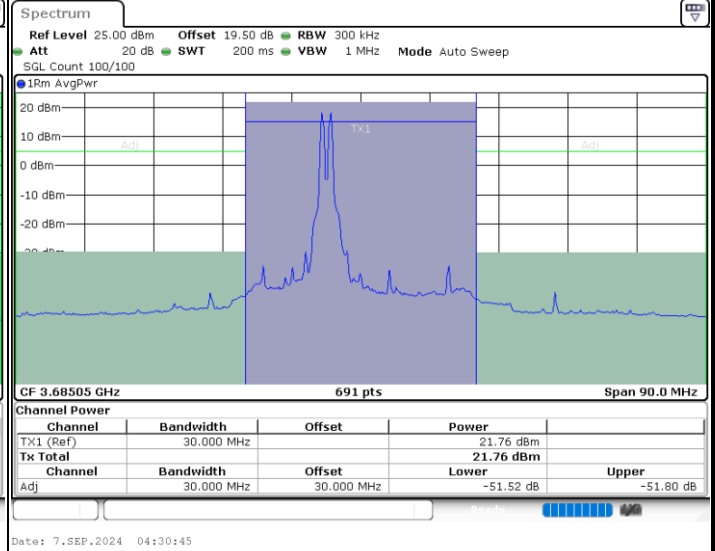 Spectrum
Ref Level 25.00 dBm Offset 19.50 dB RBW 300 kHz
Att 20 dB SWT 200 ms VBW 1 MHz Mode Auto Sweep
SGL Count 100/100
1Rm AvgPwr
20 dBm
TX1
10 dBm
Adj Adj
0 dBm
-10 dBm
-20 dBm
-30 dBm
CF 3.68505 GHz 691 pts Span 90.0 MHz
Channel Power
Channel Bandwidth Offset Power
TX1 (Ref) 30.000 MHz 21.76 dBm
Tx Total 21.76 dBm
Channel Bandwidth Offset Lower Upper
Adj 30.000 MHz 30.000 MHz -51.52 dB -51.80 dB
Ready
Date: 7.SEP.2024 04:30:45